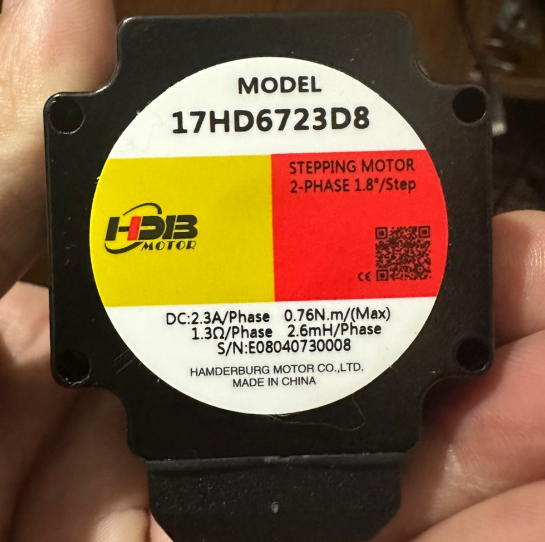 MODEL
17HD6723D8
STEPPING MOTOR
2-PHASE 1.8°/Step
HDB
MOTOR
CE
DC:2.3A/Phase 0.76N.m/(Max)
1.3Ω/Phase 2.6mH/Phase
S/N:E08040730008
HAMDERBURG MOTOR CO.,LTD.
MADE IN CHINA